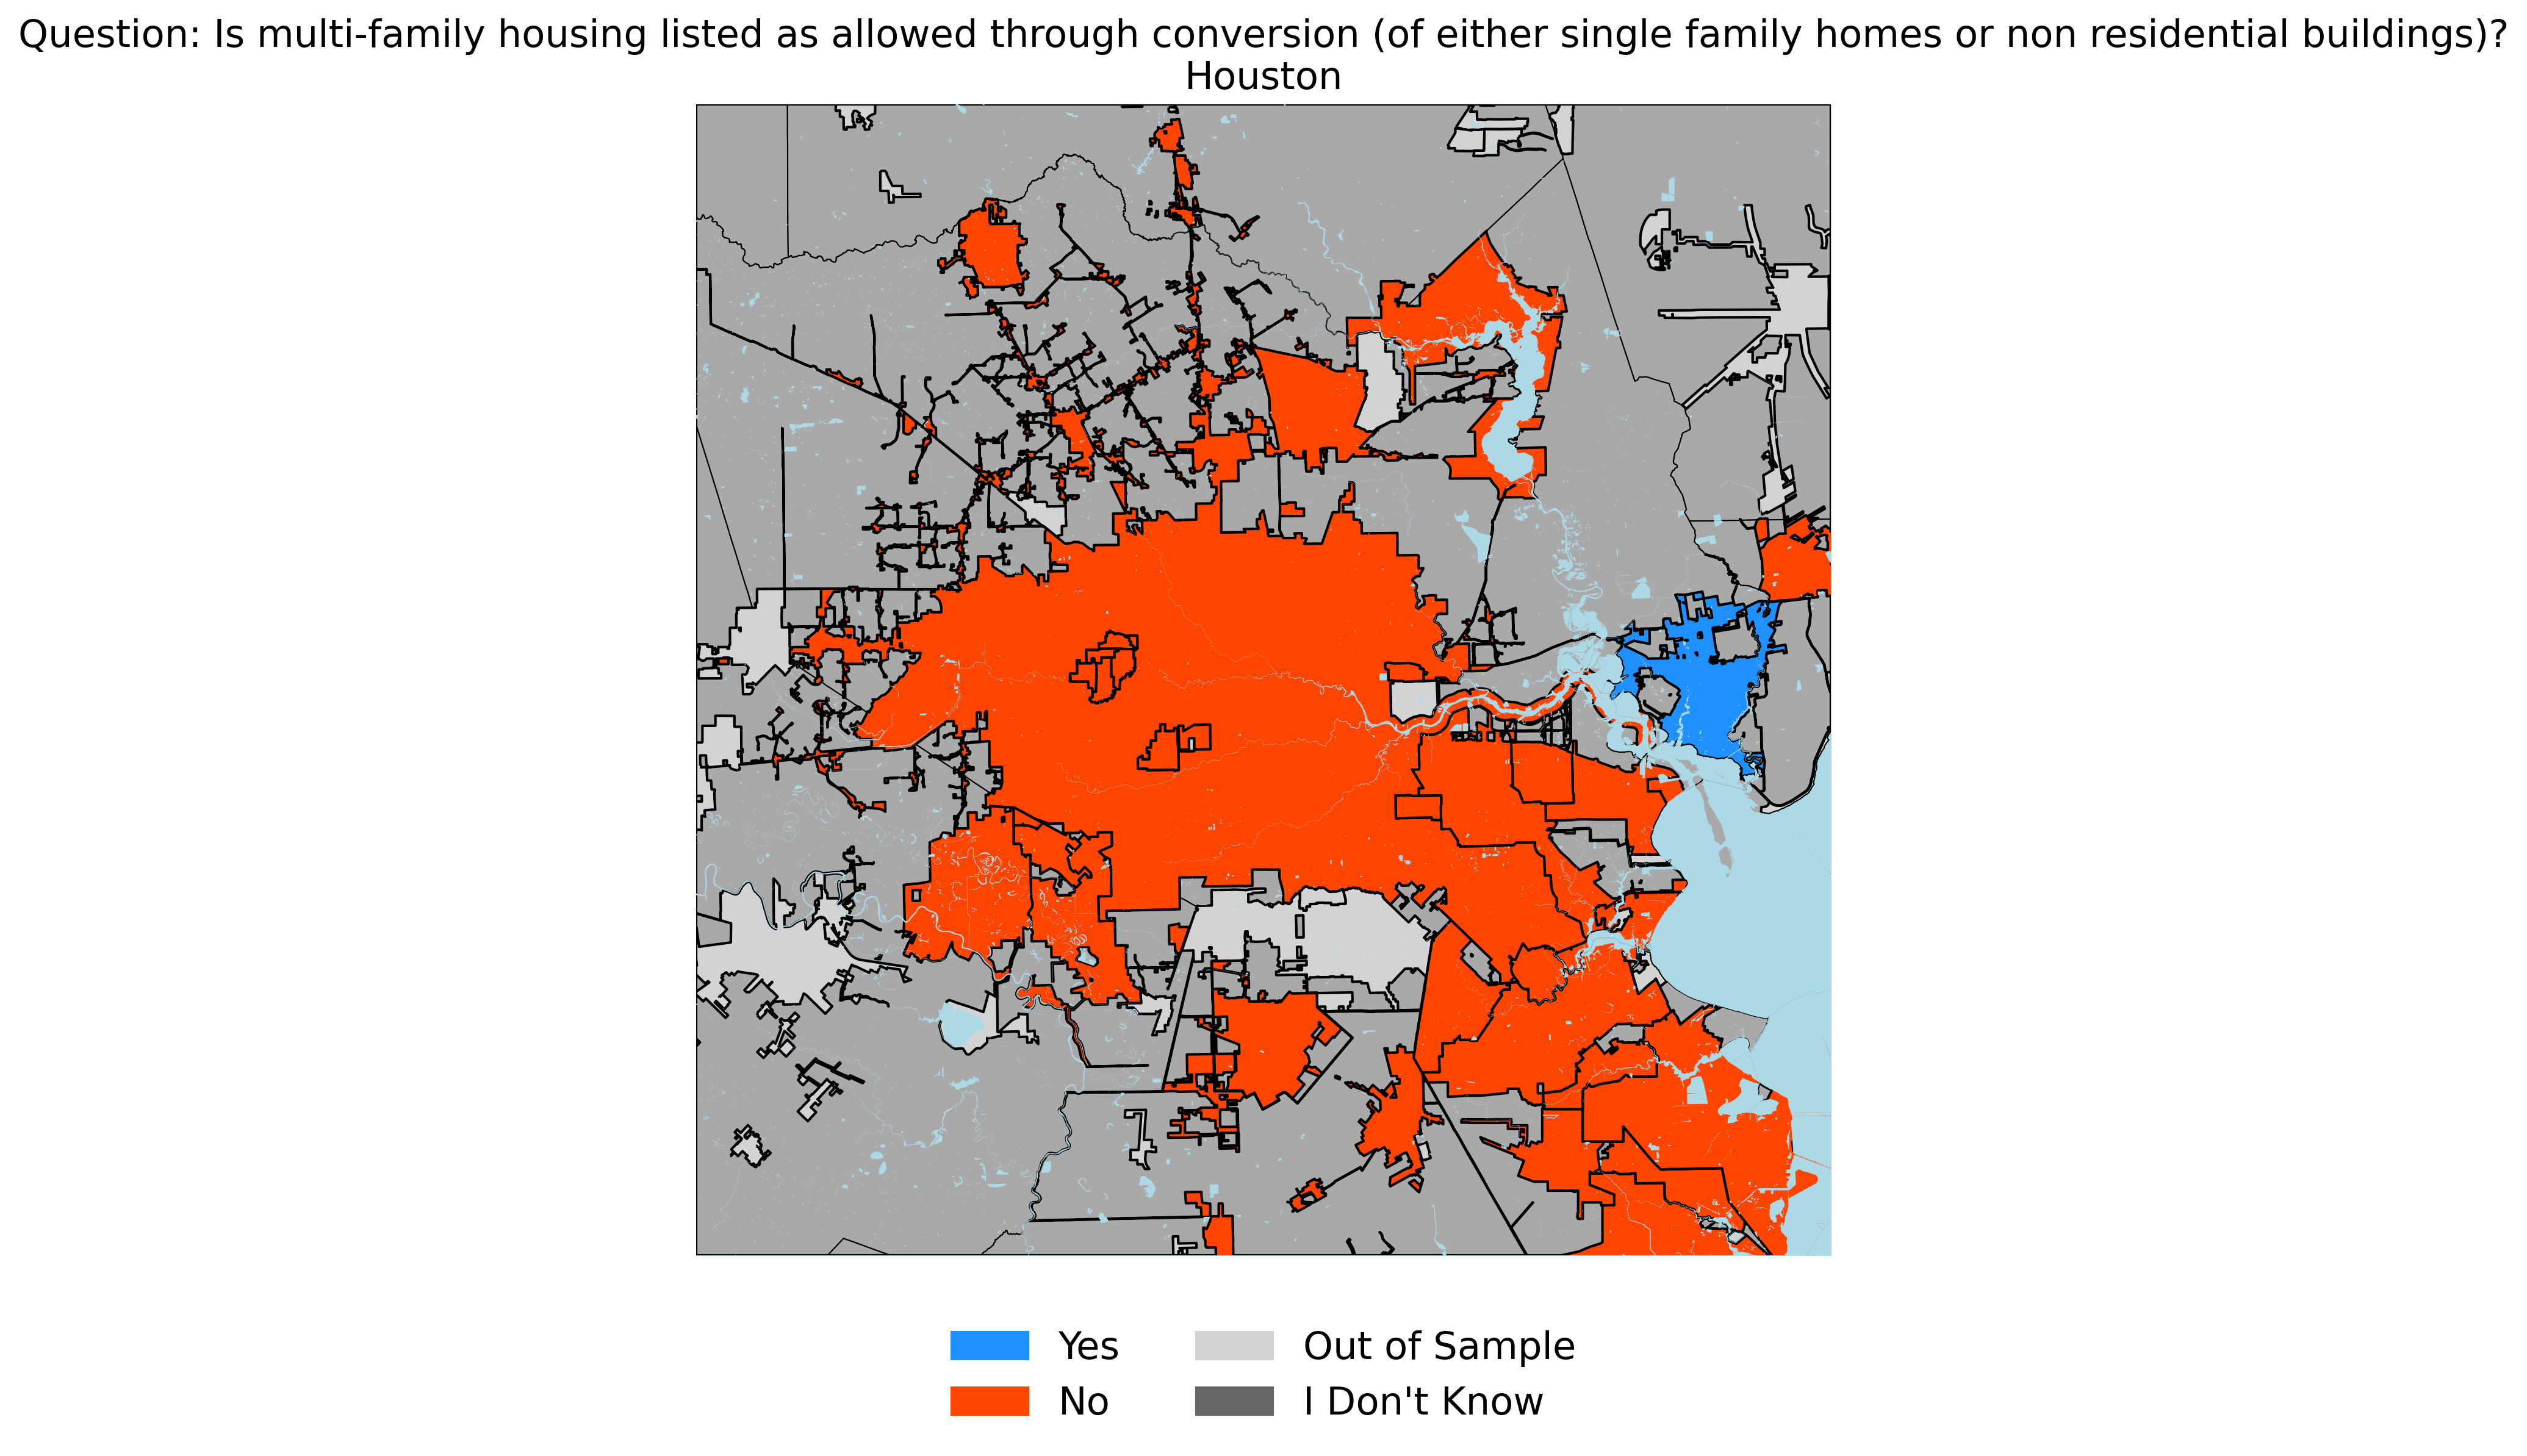 Question: Is multi-family housing listed as allowed through conversion (of either single family homes or non residential buildings)?
Houston
Yes
No
Out of Sample
I Don't Know